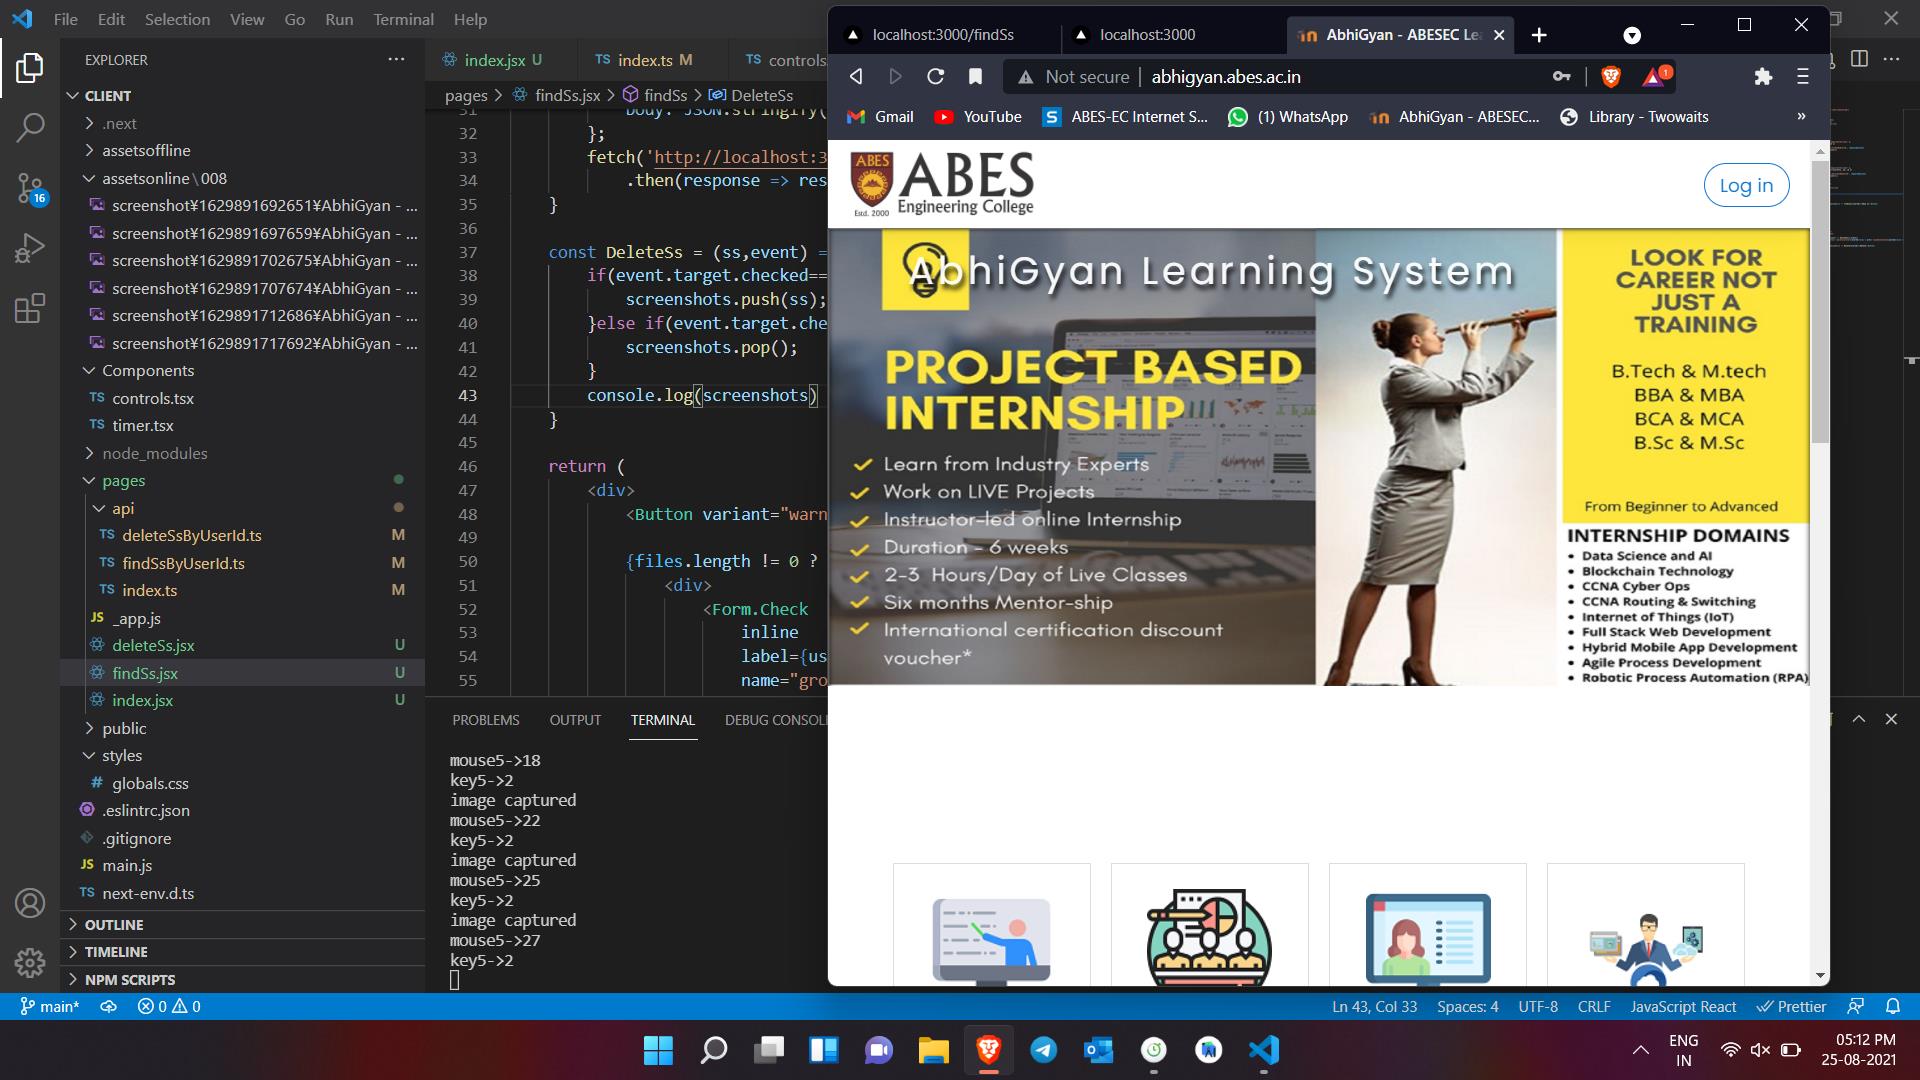 File Edit Selection View Go Run Terminal Help
EXPLORER
CLIENT
.next
assetsoffline
assetsonline\008
screenshot¥1629891692651¥AbhiGyan - ...
screenshot¥1629891697659¥AbhiGyan - ...
screenshot¥1629891702675¥AbhiGyan - ...
screenshot¥1629891707674¥AbhiGyan - ...
screenshot¥1629891712686¥AbhiGyan - ...
screenshot¥1629891717692¥AbhiGyan - ...
Components
TS controls.tsx
TS timer.tsx
node_modules
pages
api
TS deleteSsByUserId.ts M
TS findSsByUserId.ts M
TS index.ts M
JS _app.js
deleteSs.jsx U
findSs.jsx U
index.jsx U
public
styles
# globals.css
.eslintrc.json
.gitignore
JS main.js
TS next-env.d.ts
OUTLINE
TIMELINE
NPM SCRIPTS
16
index.jsx U
TS index.ts M
TS controls
pages > findSs.jsx > findSs > DeleteSs
31 body: JSON.stringify(
32 };
33 fetch('http://localhost:3
34 .then(response => res
35 }
36
37 const DeleteSs = (ss,event) =
38 if(event.target.checked==
39 screenshots.push(ss);
40 }else if(event.target.che
41 screenshots.pop();
42 }
43 console.log(screenshots)
44 }
45
46 return (
47 <div>
48 <Button variant="warn
49
50 {files.length != 0 ?
51 <div>
52 <Form.Check
53 inline
54 label={us
55 name="gro
PROBLEMS OUTPUT TERMINAL DEBUG CONSOL
mouse5->18
key5->2
image captured
mouse5->22
key5->2
image captured
mouse5->25
key5->2
image captured
mouse5->27
key5->2
localhost:3000/findSs
localhost:3000
AbhiGyan - ABESEC Le
Not secure | abhigyan.abes.ac.in
1
Gmail YouTube S ABES-EC Internet S... (1) WhatsApp AbhiGyan - ABESEC... Library - Twowaits »
ABES
Estd. 2000
ABES
Engineering College
Log in
AbhiGyan Learning System
PROJECT BASED
INTERNSHIP
Learn from Industry Experts
Work on LIVE Projects
Instructor-led online Internship
Duration - 6 weeks
2-3 Hours/Day of Live Classes
Six months Mentor-ship
International certification discount
voucher*
LOOK FOR
CAREER NOT
JUST A
TRAINING
B.Tech & M.tech
BBA & MBA
BCA & MCA
B.Sc & M.Sc
From Beginner to Advanced
INTERNSHIP DOMAINS
• Data Science and AI
• Blockchain Technology
• CCNA Cyber Ops
• CCNA Routing & Switching
• Internet of Things (IoT)
• Full Stack Web Development
• Hybrid Mobile App Development
• Agile Process Development
• Robotic Process Automation (RPA)
main* 0 0
Ln 43, Col 33 Spaces: 4 UTF-8 CRLF JavaScript React Prettier
ENG
IN
05:12 PM
25-08-2021